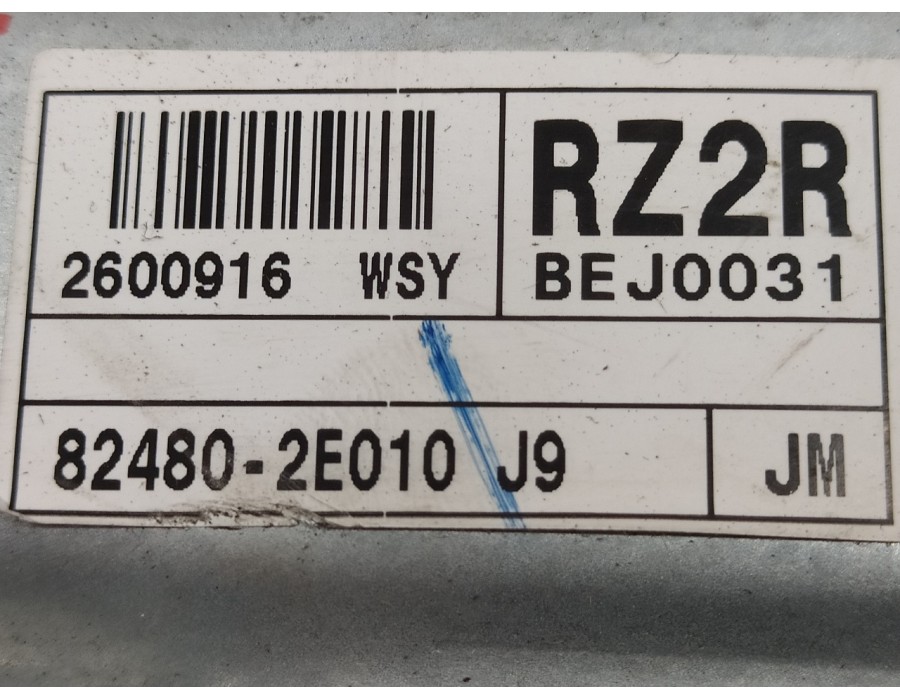 RZ2R
2600916 WSY
BEJ0031
82480-2E010 J9
JM